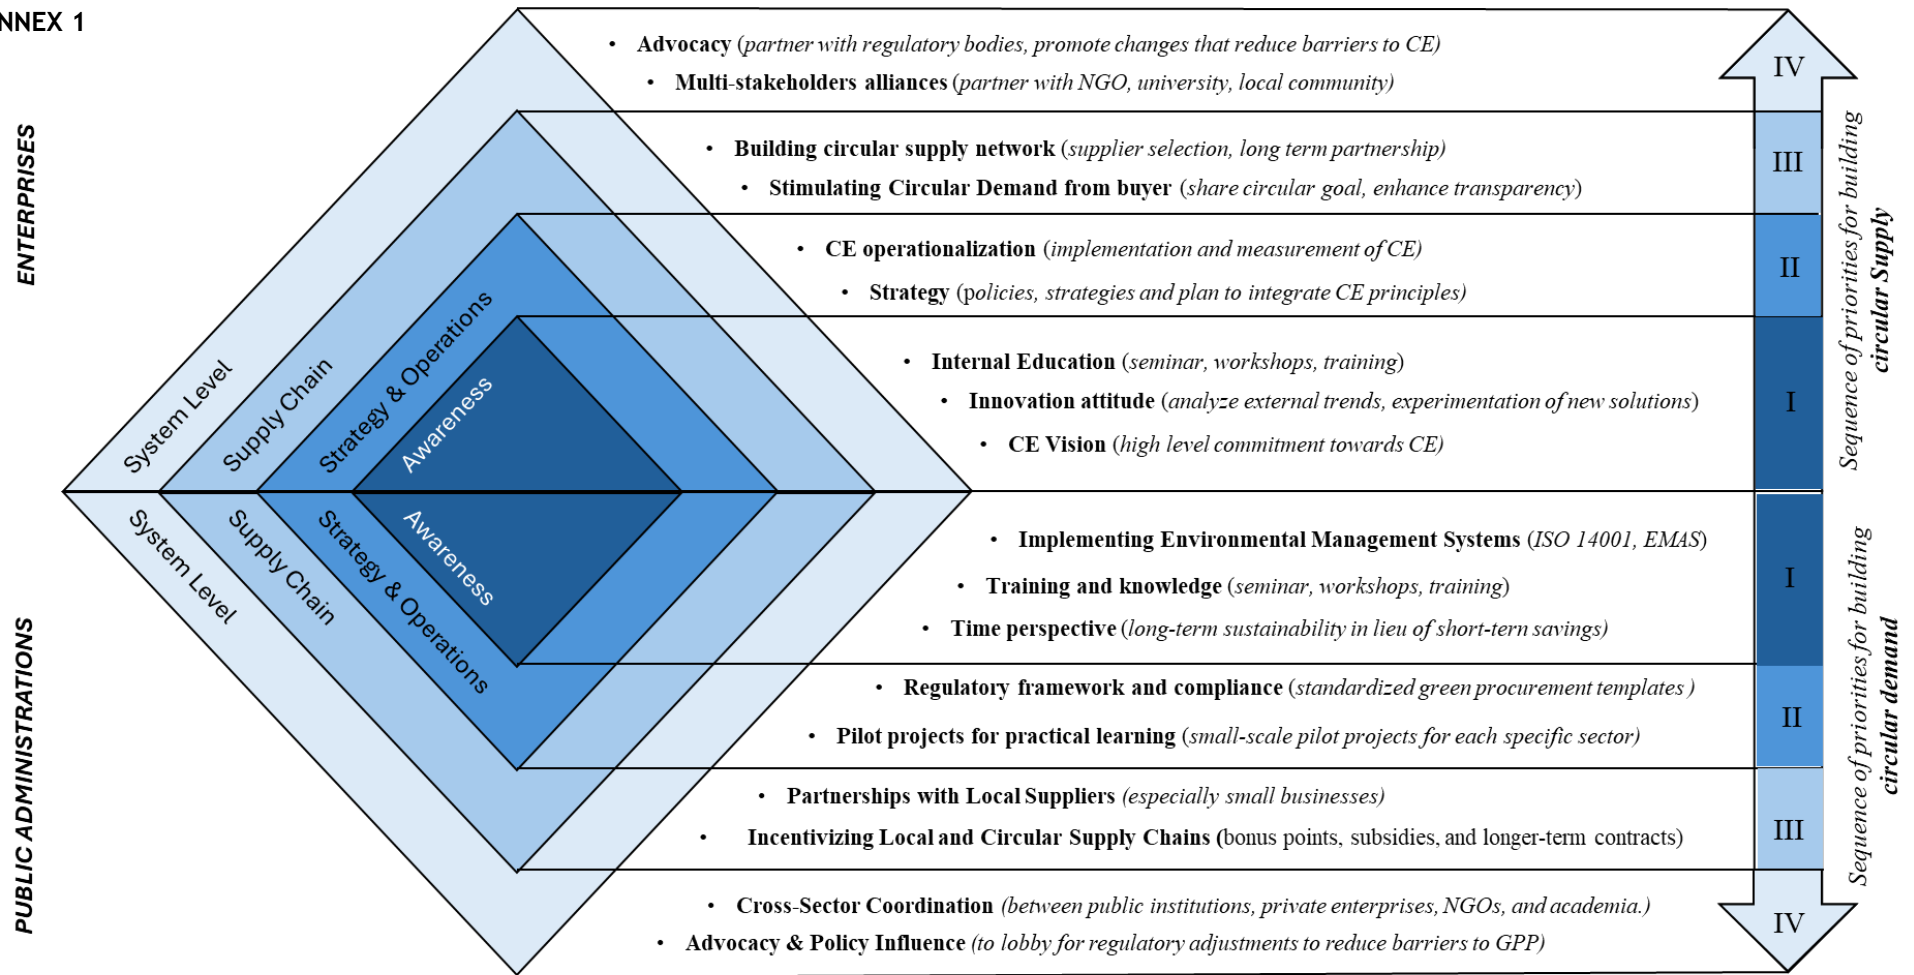 NNEX 1
• Advocacy (partner with regulatory bodies, promote changes that reduce barriers to CE)
• Multi-stakeholders alliances (partner with NGO, university, local community)
IV
• Building circular supply network (supplier selection, long term partnership)
• Stimulating Circular Demand from buyer (share circular goal, enhance transparency)
III
• CE operationalization (implementation and measurement of CE)
• Strategy (policies, strategies and plan to integrate CE principles)
II
• Internal Education (seminar, workshops, training)
• Innovation attitude (analyze external trends, experimentation of new solutions)
• CE Vision (high level commitment towards CE)
I
ENTERPRISES
System Level
Supply Chain
Strategy & Operations
Awareness
Sequence of priorities for building
circular Supply
• Implementing Environmental Management Systems (ISO 14001, EMAS)
• Training and knowledge (seminar, workshops, training)
• Time perspective (long-term sustainability in lieu of short-tern savings)
I
• Regulatory framework and compliance (standardized green procurement templates )
• Pilot projects for practical learning (small-scale pilot projects for each specific sector)
II
• Partnerships with Local Suppliers (especially small businesses)
• Incentivizing Local and Circular Supply Chains (bonus points, subsidies, and longer-term contracts)
III
• Cross-Sector Coordination (between public institutions, private enterprises, NGOs, and academia.)
• Advocacy & Policy Influence (to lobby for regulatory adjustments to reduce barriers to GPP)
IV
PUBLIC ADMINISTRATIONS
System Level
Supply Chain
Strategy & Operations
Awareness
Sequence of priorities for building
circular demand